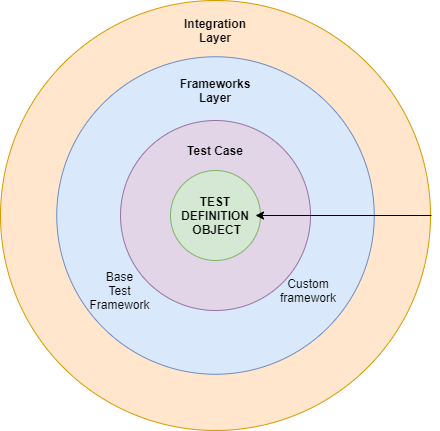 Integration
Layer
Frameworks
Layer
Test Case
TEST
DEFINITION
OBJECT
Base
Test
Framework
Custom
framework